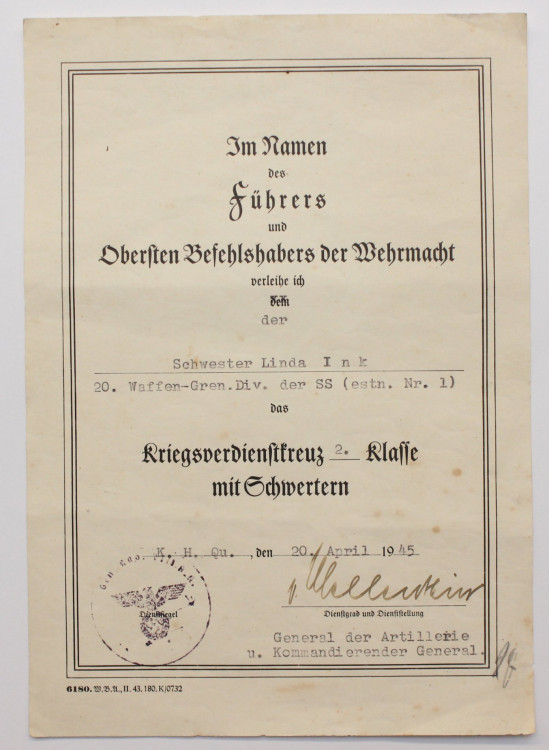 Im Namen
des
Führers
und
Obersten Befehlshabers der Wehrmacht
verleihe ich
dem
der
Schwester Linda Ink
20. Waffen-Gren.Div. der SS (estn. Nr. 1)
das
Kriegsverdienstkreuz 2. Klasse
mit Schwertern
K. H. Qu. , den 20. April 1945
Dienstsiegel
Dienstgrad und Dienststellung
General der Artillerie
u. Kommandierender General.
6180. W.B.A., II. 43. 180. K/0732